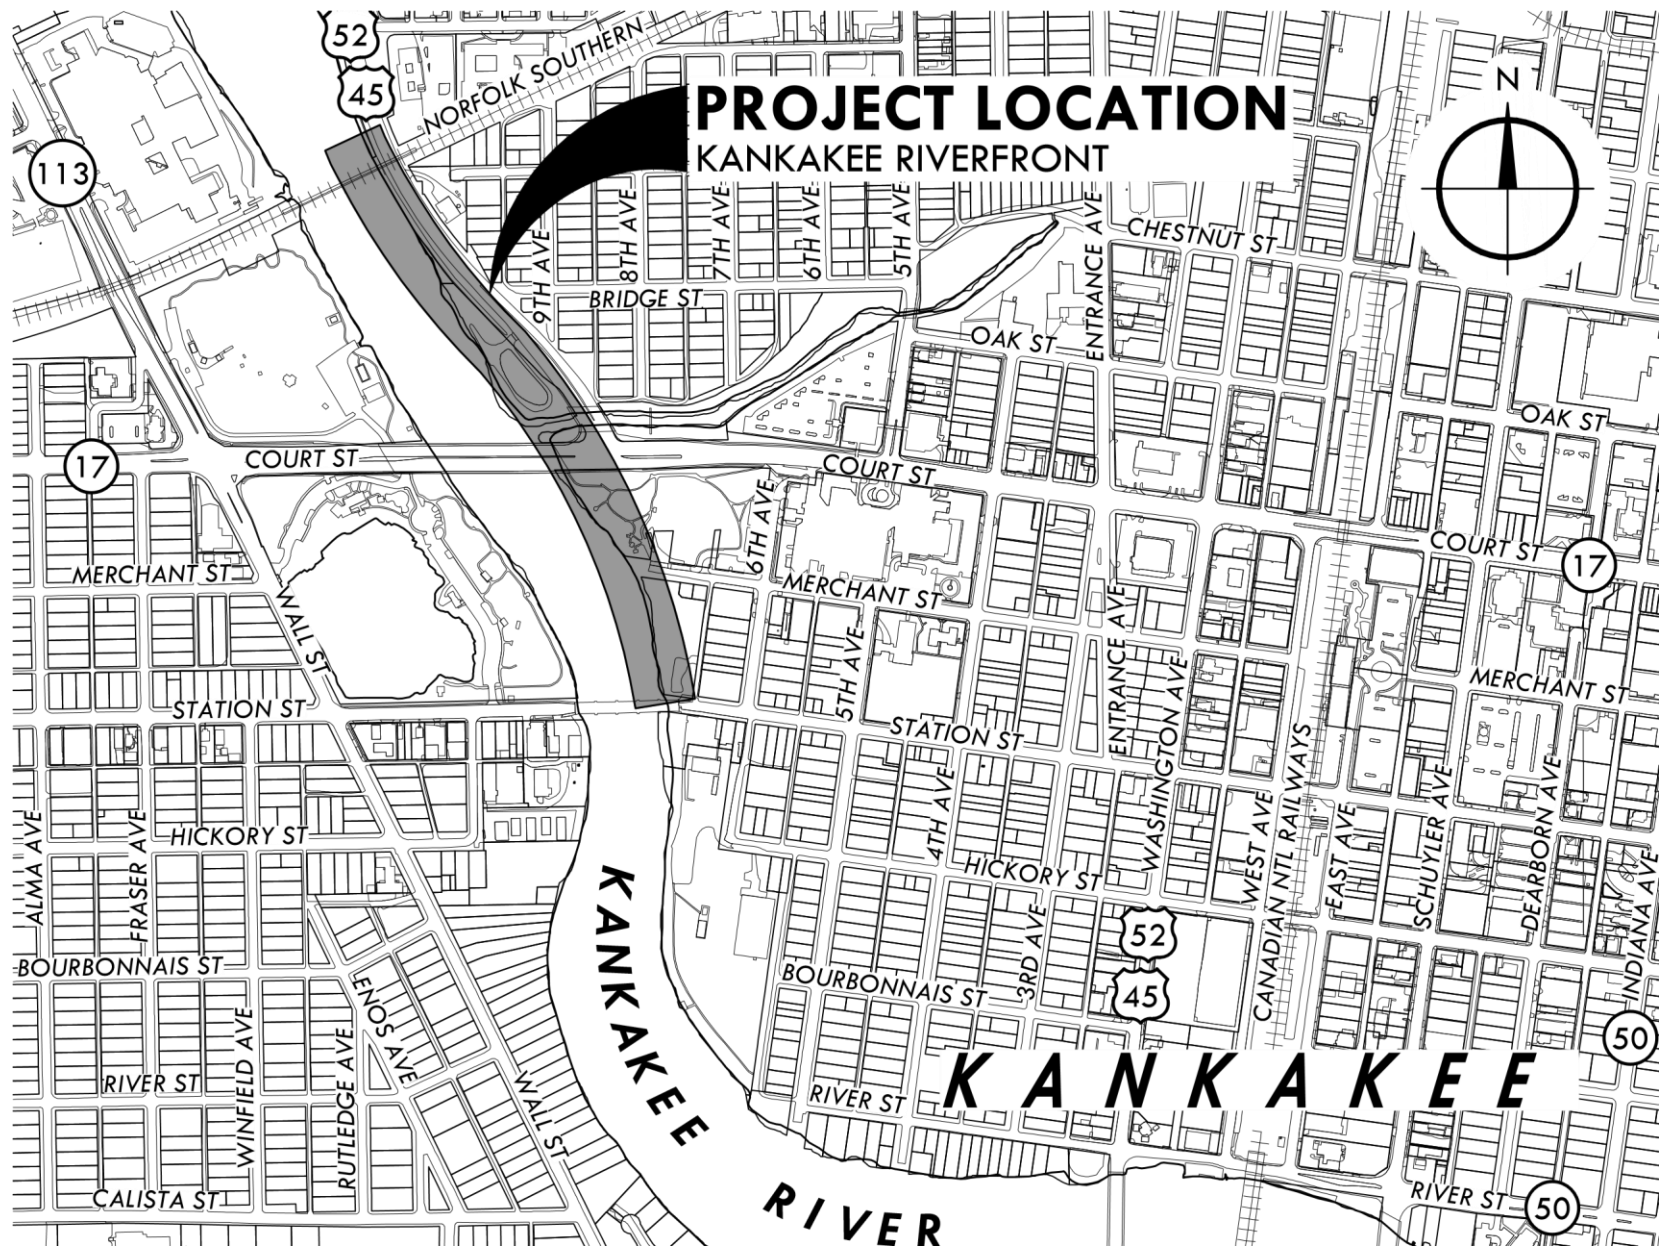 52
45
NORFOLK SOUTHERN
PROJECT LOCATION
KANKAKEE RIVERFRONT
N
113
9TH AVE
8TH AVE
7TH AVE
6TH AVE
5TH AVE
ENTRANCE AVE
CHESTNUT ST
BRIDGE ST
OAK ST
OAK ST
17
COURT ST
COURT ST
6TH AVE
COURT ST
17
MERCHANT ST
WALL ST
MERCHANT ST
5TH AVE
ENTRANCE AVE
WASHINGTON AVE
MERCHANT ST
STATION ST
STATION ST
ALMA AVE
FRASER AVE
HICKORY ST
4TH AVE
HICKORY ST
WEST AVE
CANADIAN NTL RAILWAYS
EAST AVE
SCHUYLER AVE
DEARBORN AVE
INDIANA AVE
3RD AVE
52
45
BOURBONNAIS ST
BOURBONNAIS ST
ENOS AVE
WINFIELD AVE
RUTLEDGE AVE
50
RIVER ST
WALL ST
RIVER ST
KANKAKEE
KANKAKEE
RIVER
CALISTA ST
RIVER ST
50